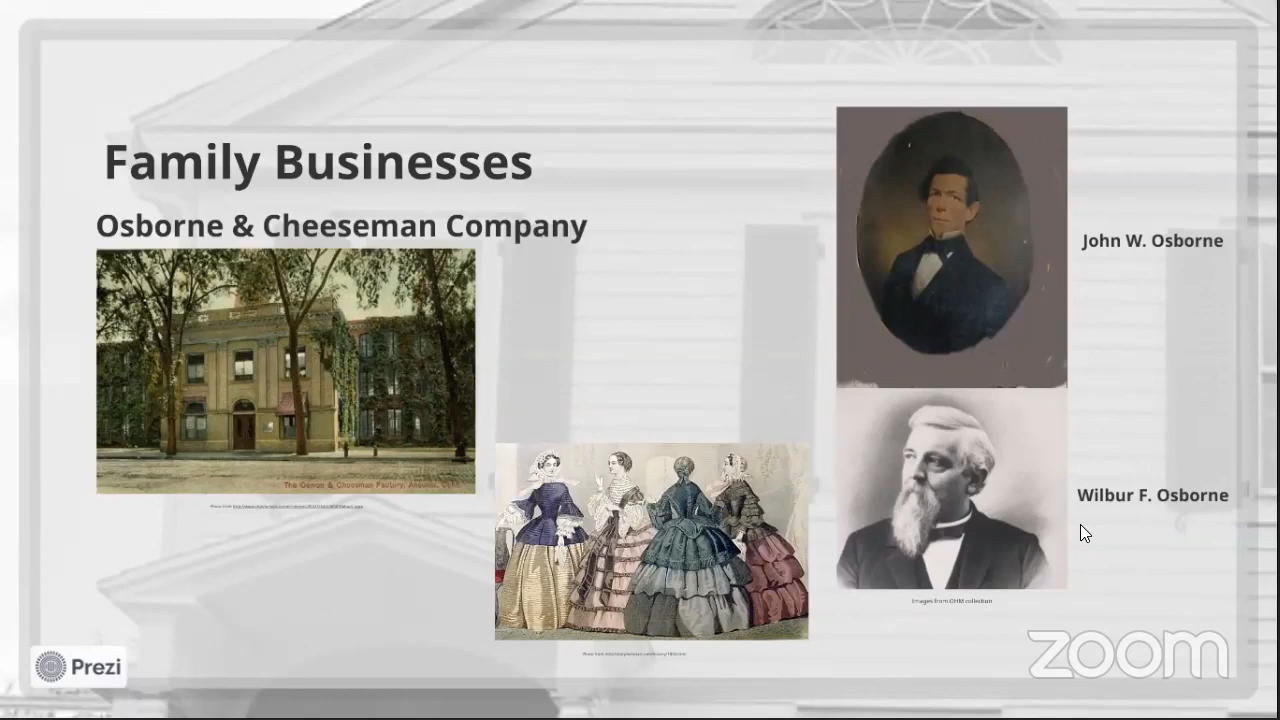 Family Businesses
Osborne & Cheeseman Company
John W. Osborne
Wilbur F. Osborne
Images from OHM collection
Prezi
zoom